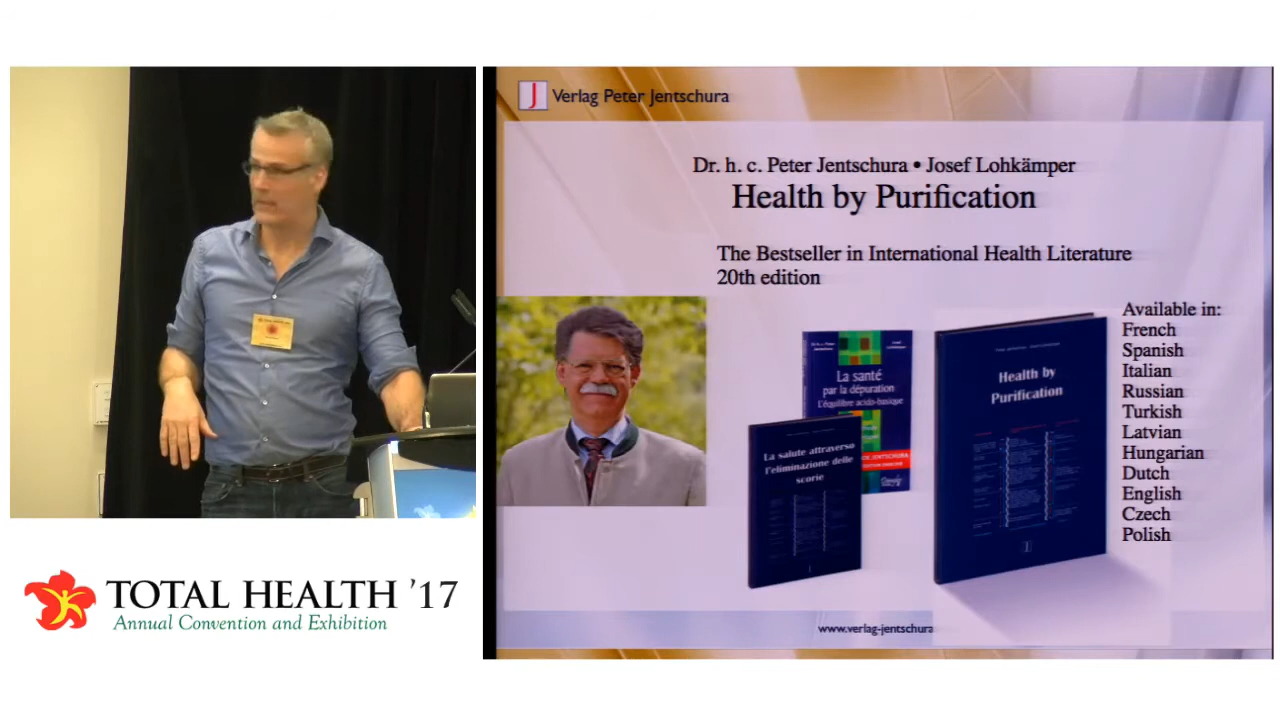 Verlag Peter Jentschura
Dr. h. c. Peter Jentschura • Josef Lohkämper
Health by Purification
The Bestseller in International Health Literature
20th edition
Available in:
French
Spanish
Italian
Russian
Turkish
Latvian
Hungarian
Dutch
English
Czech
Polish
La santé
par la dépuration
L'équilibre acido-basique
La salute attraverso
l'eliminazione delle
scorie
Health by
Purification
www.verlag-jentschura
TOTAL HEALTH ’17
Annual Convention and Exhibition